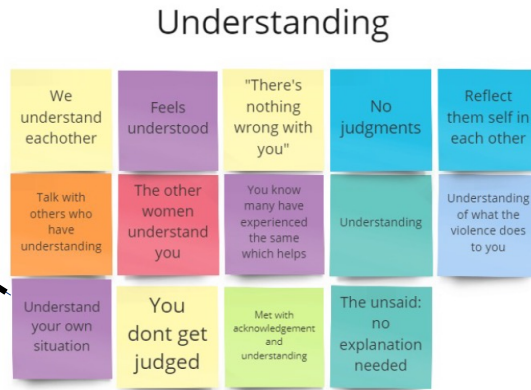 Understanding
We
understand
eachother
Feels
understood
"There's
nothing
wrong with
you"
No
judgments
Reflect
them self in
each other
Talk with
others who
have
understanding
The other
women
understand
you
You know
many have
experienced
the same
which helps
Understanding
Understanding
of what the
violence does
to you
Understand
your own
situation
You
dont get
judged
Met with
acknowledgement
and
understanding
The unsaid:
no
explanation
needed